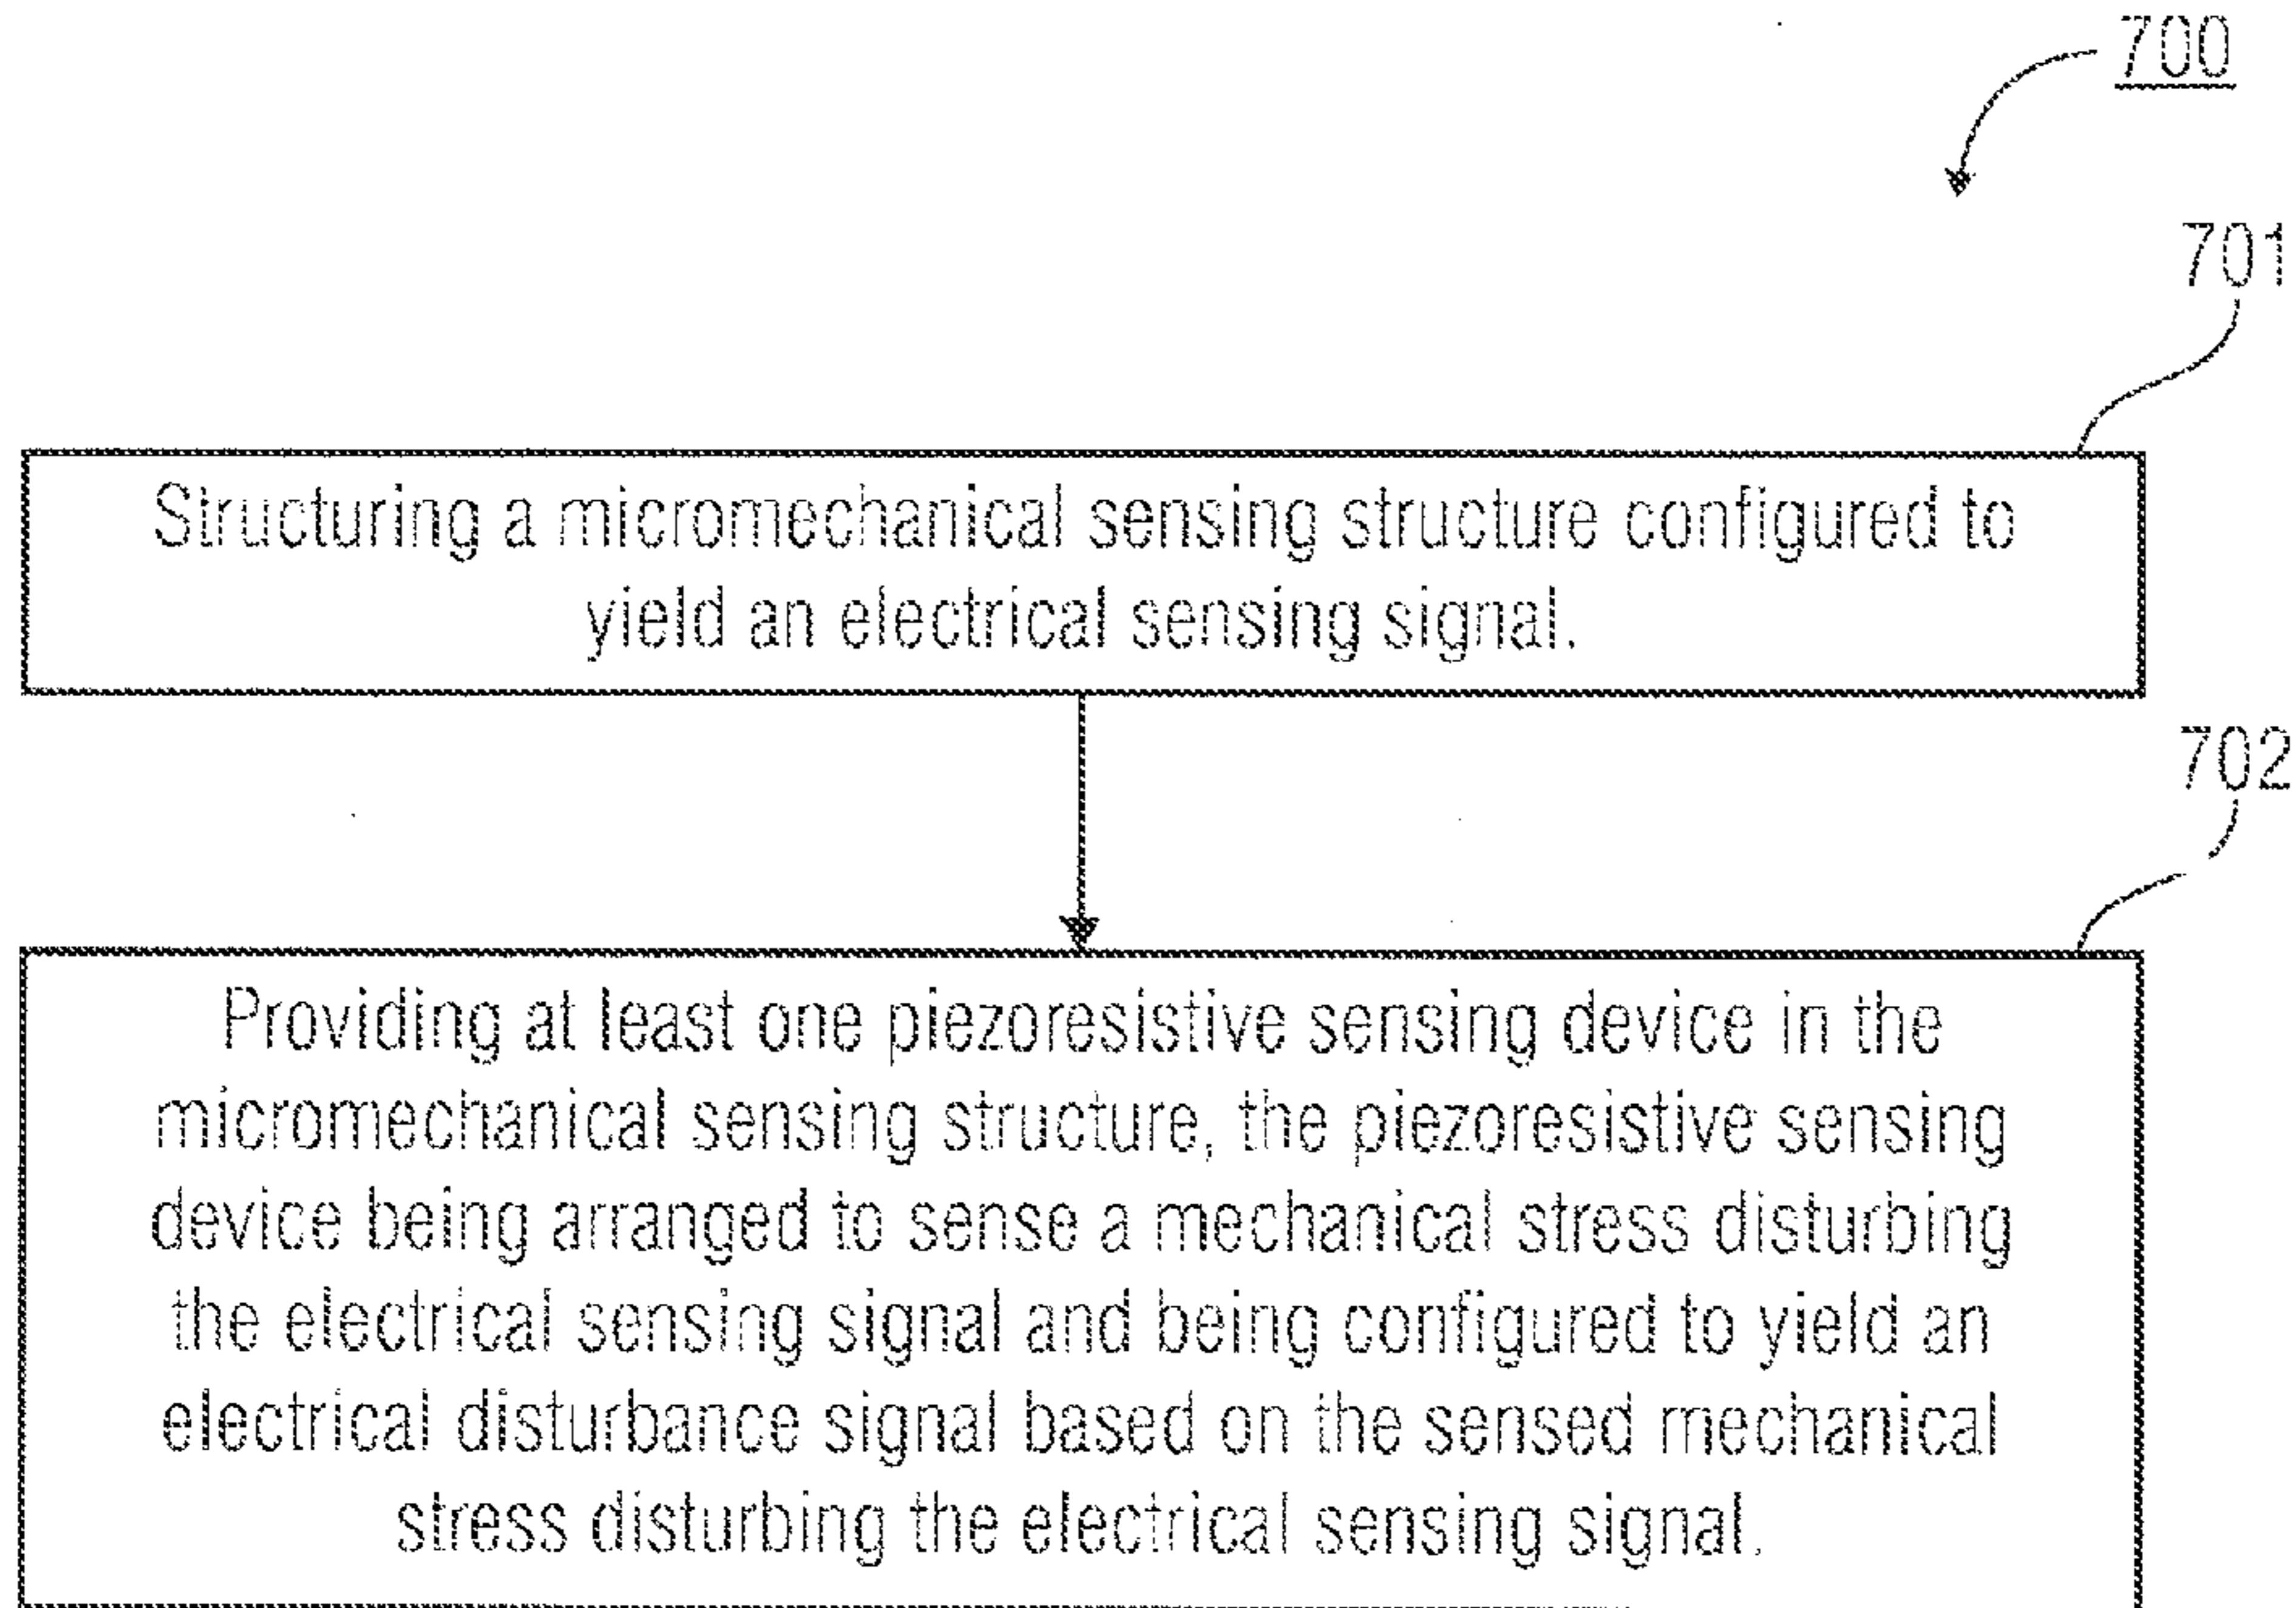 700
701
Structuring a micromechanical sensing structure configured to
yield an electrical sensing signal.
702
Providing at least one piezoresistive sensing device in the
micromechanical sensing structure, the piezoresistive sensing
device being arranged to sense a mechanical stress disturbing
the electrical sensing signal and being configured to yield an
electrical disturbance signal based on the sensed mechanical
stress disturbing the electrical sensing signal.